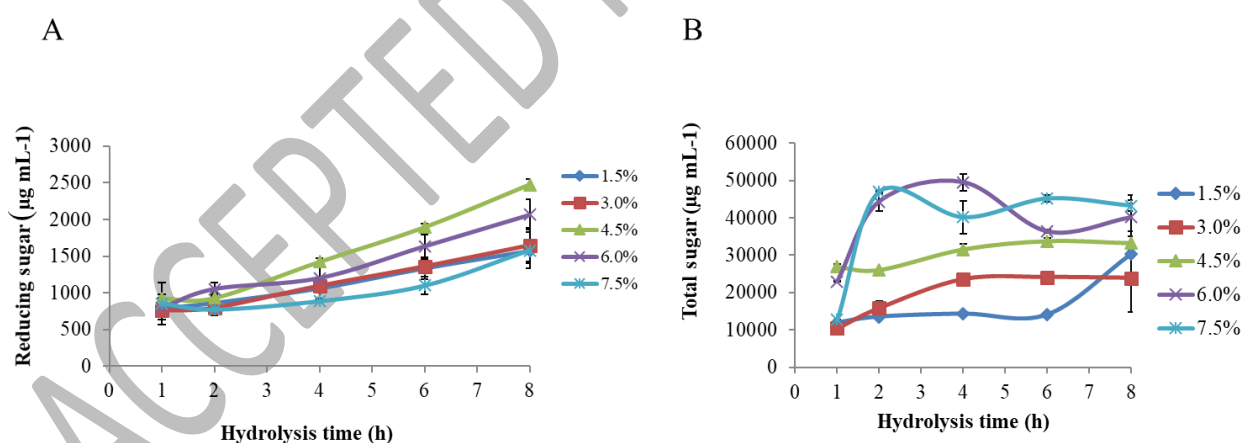 A
B
ACCEPTED
Reducing sugar (µg mL-1)
3000
2500
2000
1500
1000
500
0
0 1 2 3 4 5 6 7 8
Hydrolysis time (h)
1.5%
3.0%
4.5%
6.0%
7.5%
Total sugar (µg mL-1)
60000
50000
40000
30000
20000
10000
0
0 1 2 3 4 5 6 7 8
Hydrolysis time (h)
1.5%
3.0%
4.5%
6.0%
7.5%